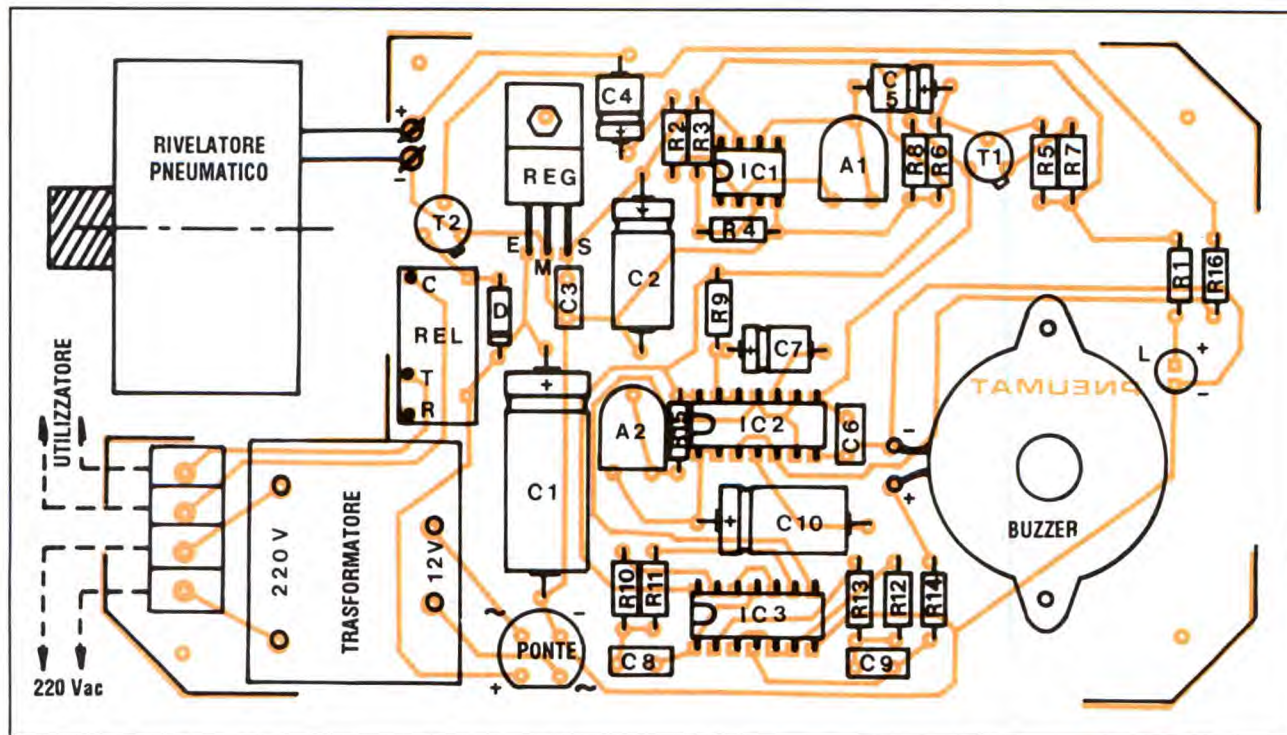 RIVELATORE
PNEUMATICO
+
-
C4
REG
E
M
S
T2
R2
R3
IC1
R4
A1
C5
+
R8
R6
T1
R5
R7
R1
R16
C
REL
T
R
D
C3
C2
+
R9
C7
+
L
+
-
PNEUMAT
UTILIZZATORE
220V
TRASFORMATORE
12V
C1
+
A2
R15
IC2
C6
-
+
BUZZER
C10
+
R10
R11
IC3
R13
R12
R14
C8
C9
PONTE
~
-
+
~
220 Vac